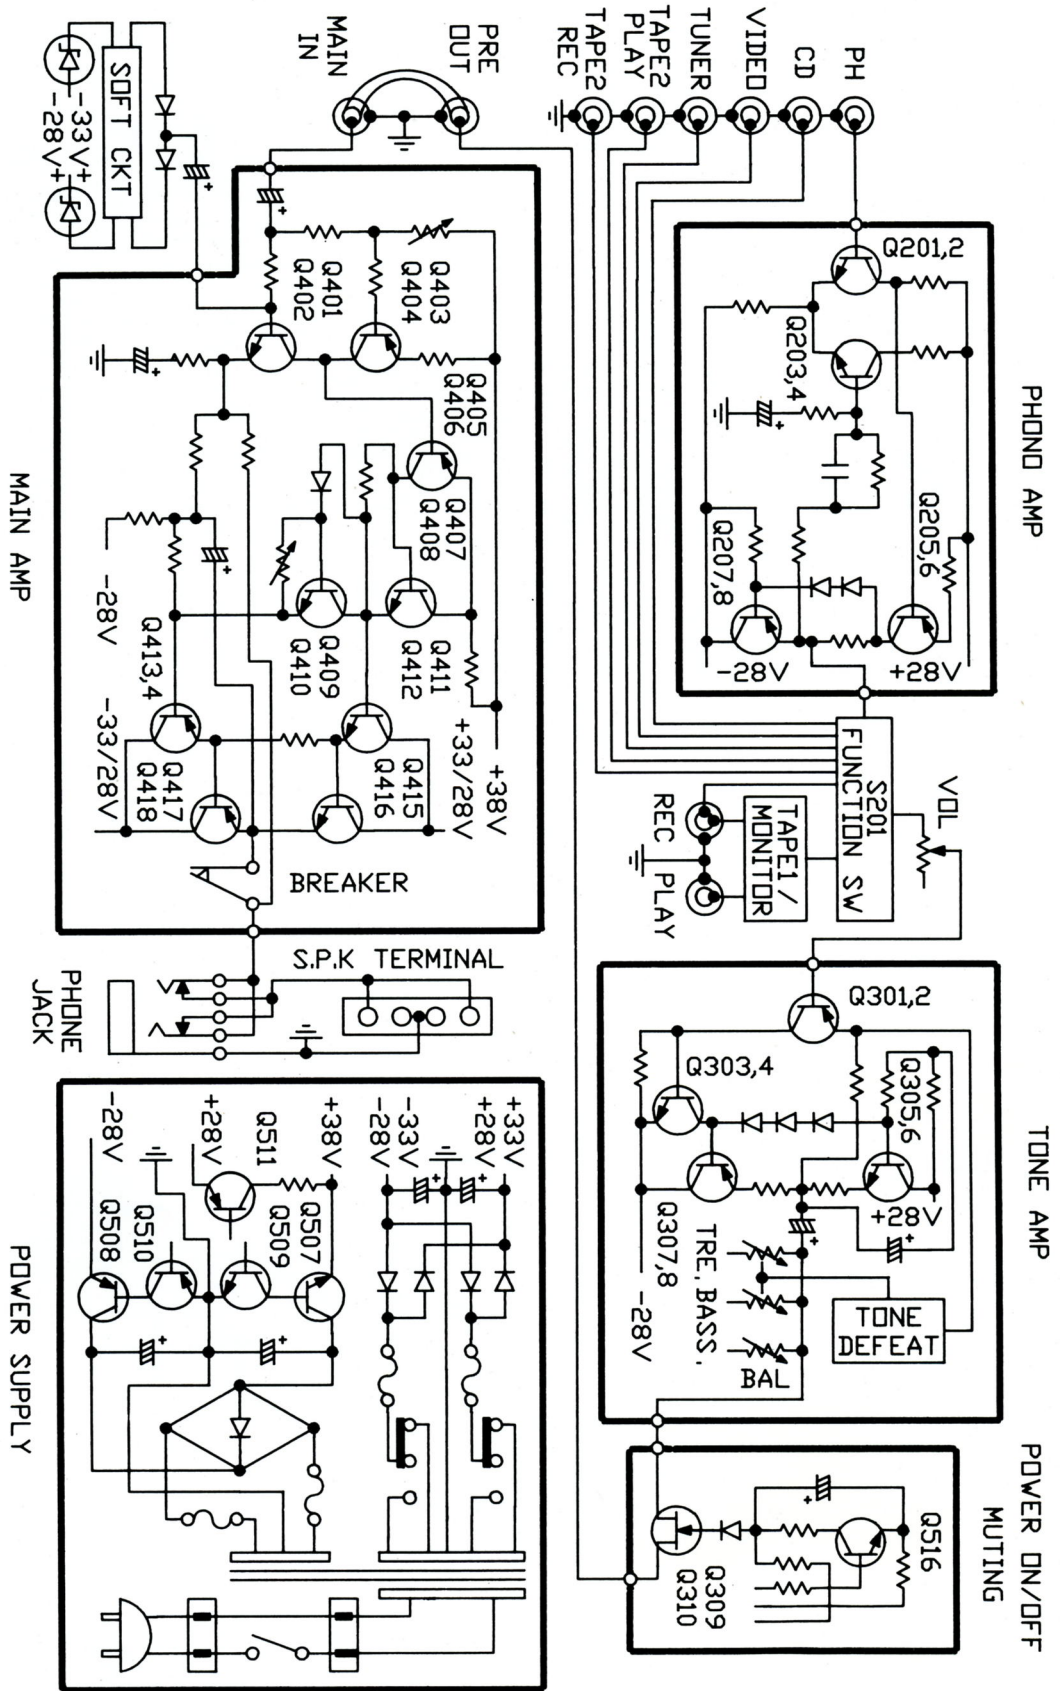 PHONO AMP
TONE AMP
POWER ON/OFF
MUTING
PH
CD
VIDEO
TUNER
TAPE2
PLAY
TAPE2
REC
PRE
OUT
MAIN
IN
Q201,2
Q203,4
Q205,6
Q207,8
+28V
-28V
S201
FUNCTION SW
VOL
TAPE1/
MONITOR
REC
PLAY
Q301,2
Q303,4
Q305,6
+28V
Q307,8
-28V
TRE.
BASS.
BAL
TONE
DEFEAT
Q516
Q309
Q310
SOFT CKT
-33V+
-28V+
Q403
Q404
Q401
Q402
Q405
Q406
Q407
Q408
Q411
Q412
Q409
Q410
Q413,4
-28V
Q415
Q416
Q417
Q418
+38V
+33/28V
-33/28V
BREAKER
S.P.K TERMINAL
PHONE
JACK
+33V
+28V
-33V
-28V
+38V
Q507
Q509
Q511
+28V
Q510
Q508
-28V
MAIN AMP
POWER SUPPLY